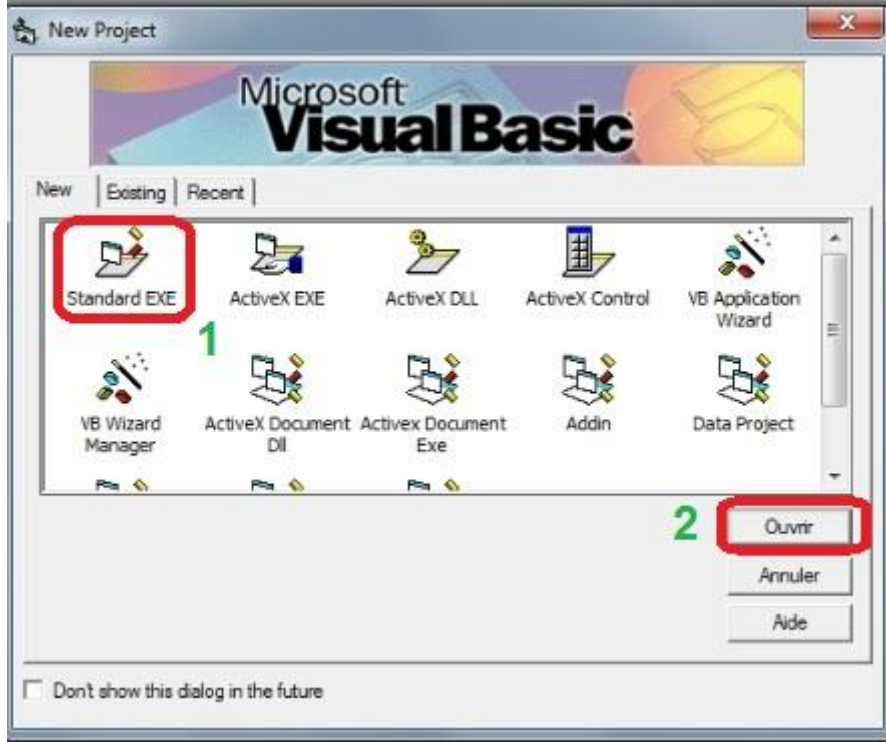 New Project
Microsoft
Visual Basic
New Existing Recent
Standard EXE ActiveX EXE ActiveX DLL ActiveX Control VB Application
Wizard
1
VB Wizard ActiveX Document Activex Document Addin Data Project
Manager Dll Exe
2 Ouvrir
Annuler
Aide
Don't show this dialog in the future